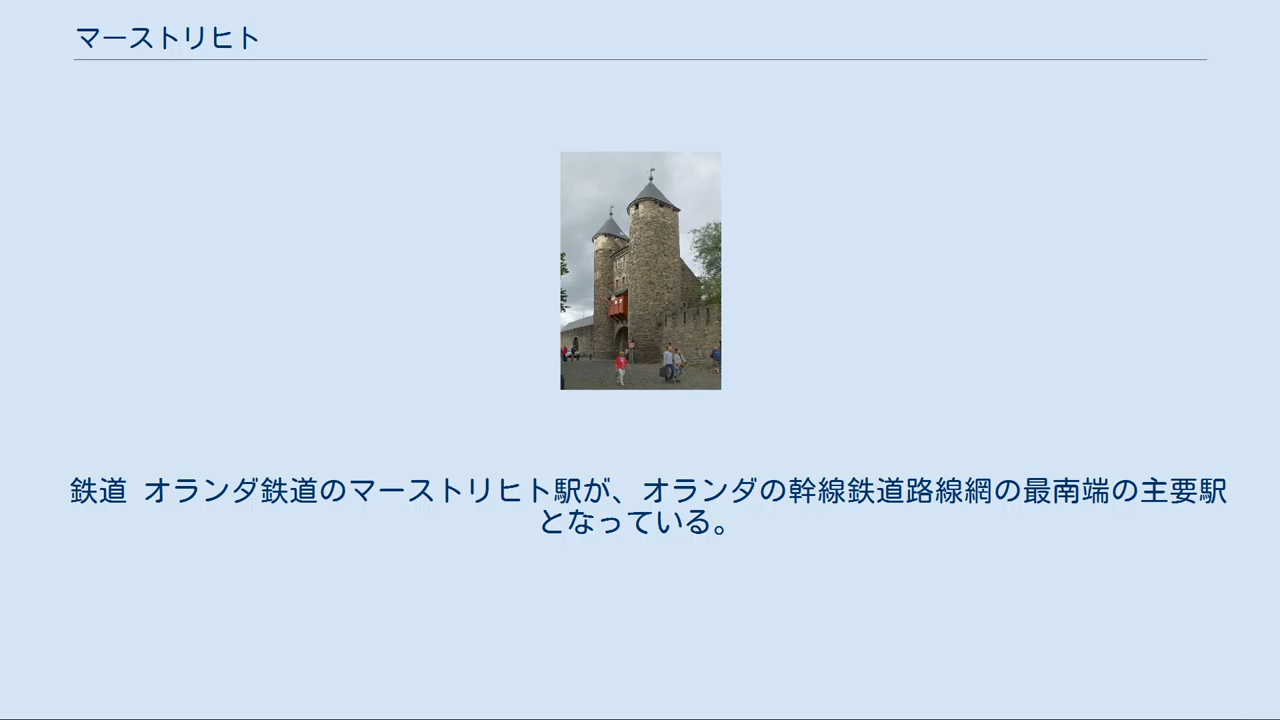 マーストリヒト
鉄道 オランダ鉄道のマーストリヒト駅が、オランダの幹線鉄道路線網の最南端の主要駅
となっている。